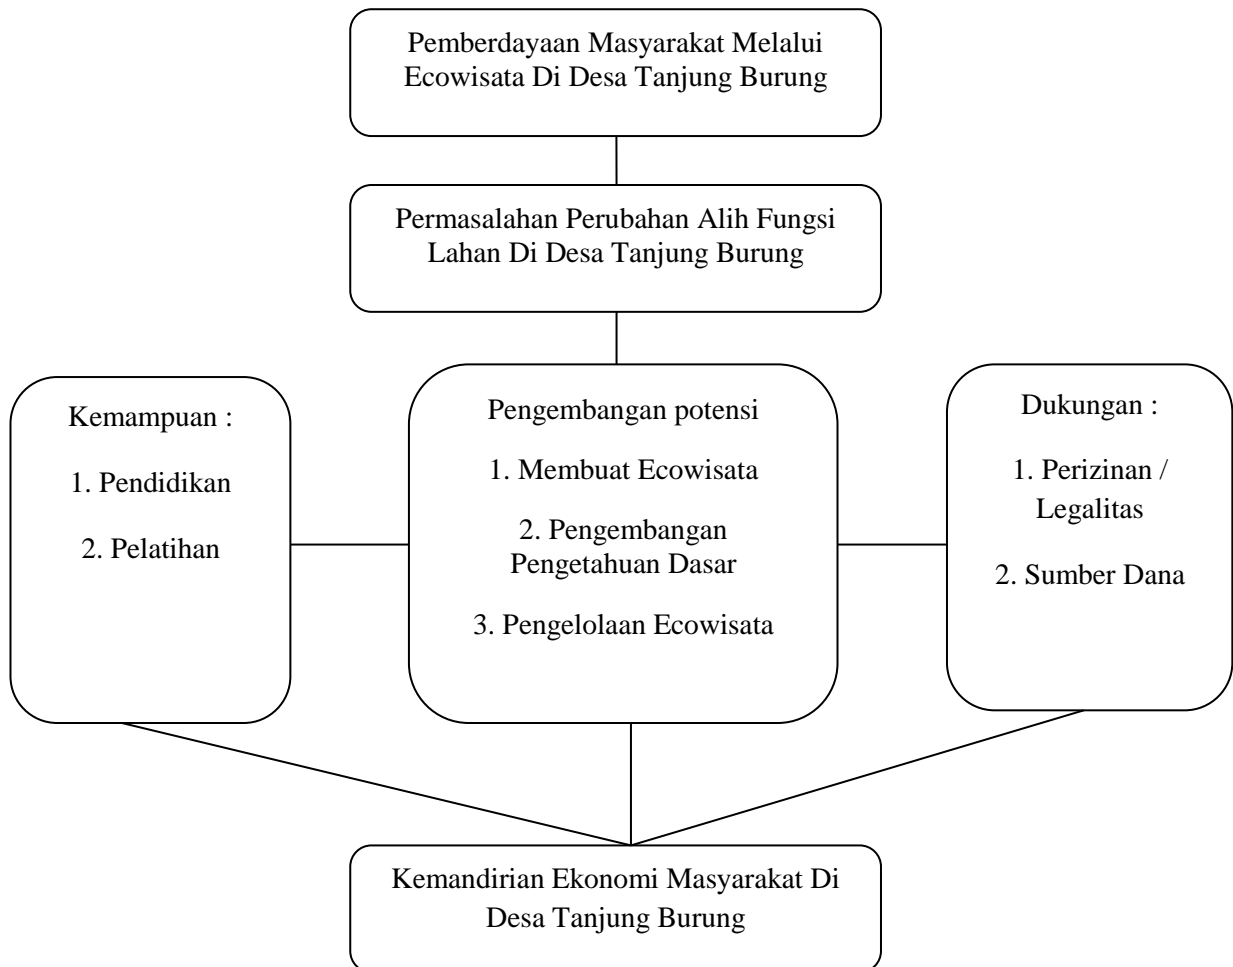 Pemberdayaan Masyarakat Melalui
Ecowisata Di Desa Tanjung Burung
Permasalahan Perubahan Alih Fungsi
Lahan Di Desa Tanjung Burung
Kemampuan :
1. Pendidikan
2. Pelatihan
Pengembangan potensi
1. Membuat Ecowisata
2. Pengembangan
Pengetahuan Dasar
3. Pengelolaan Ecowisata
Dukungan :
1. Perizinan /
Legalitas
2. Sumber Dana
Kemandirian Ekonomi Masyarakat Di
Desa Tanjung Burung